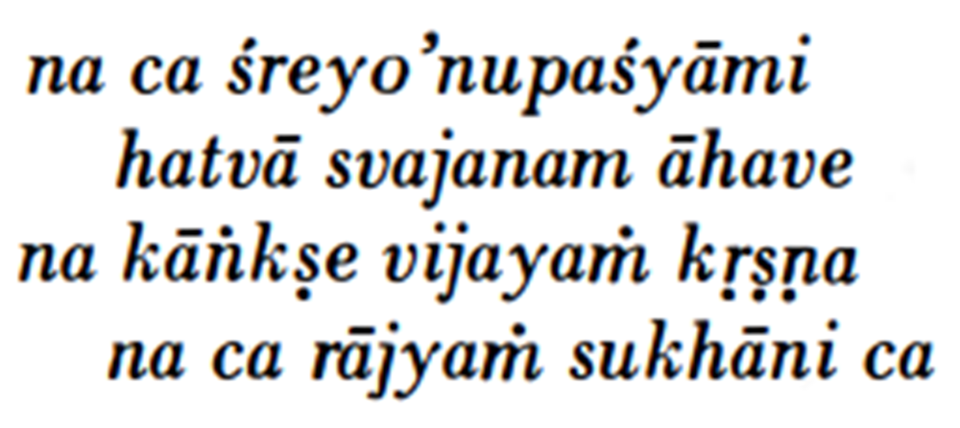 na ca śreyo’nupaśyāmi
hatvā svajanam āhave
na kāṅkṣe vijayaṁ kṛṣṇa
na ca rājyaṁ sukhāni ca